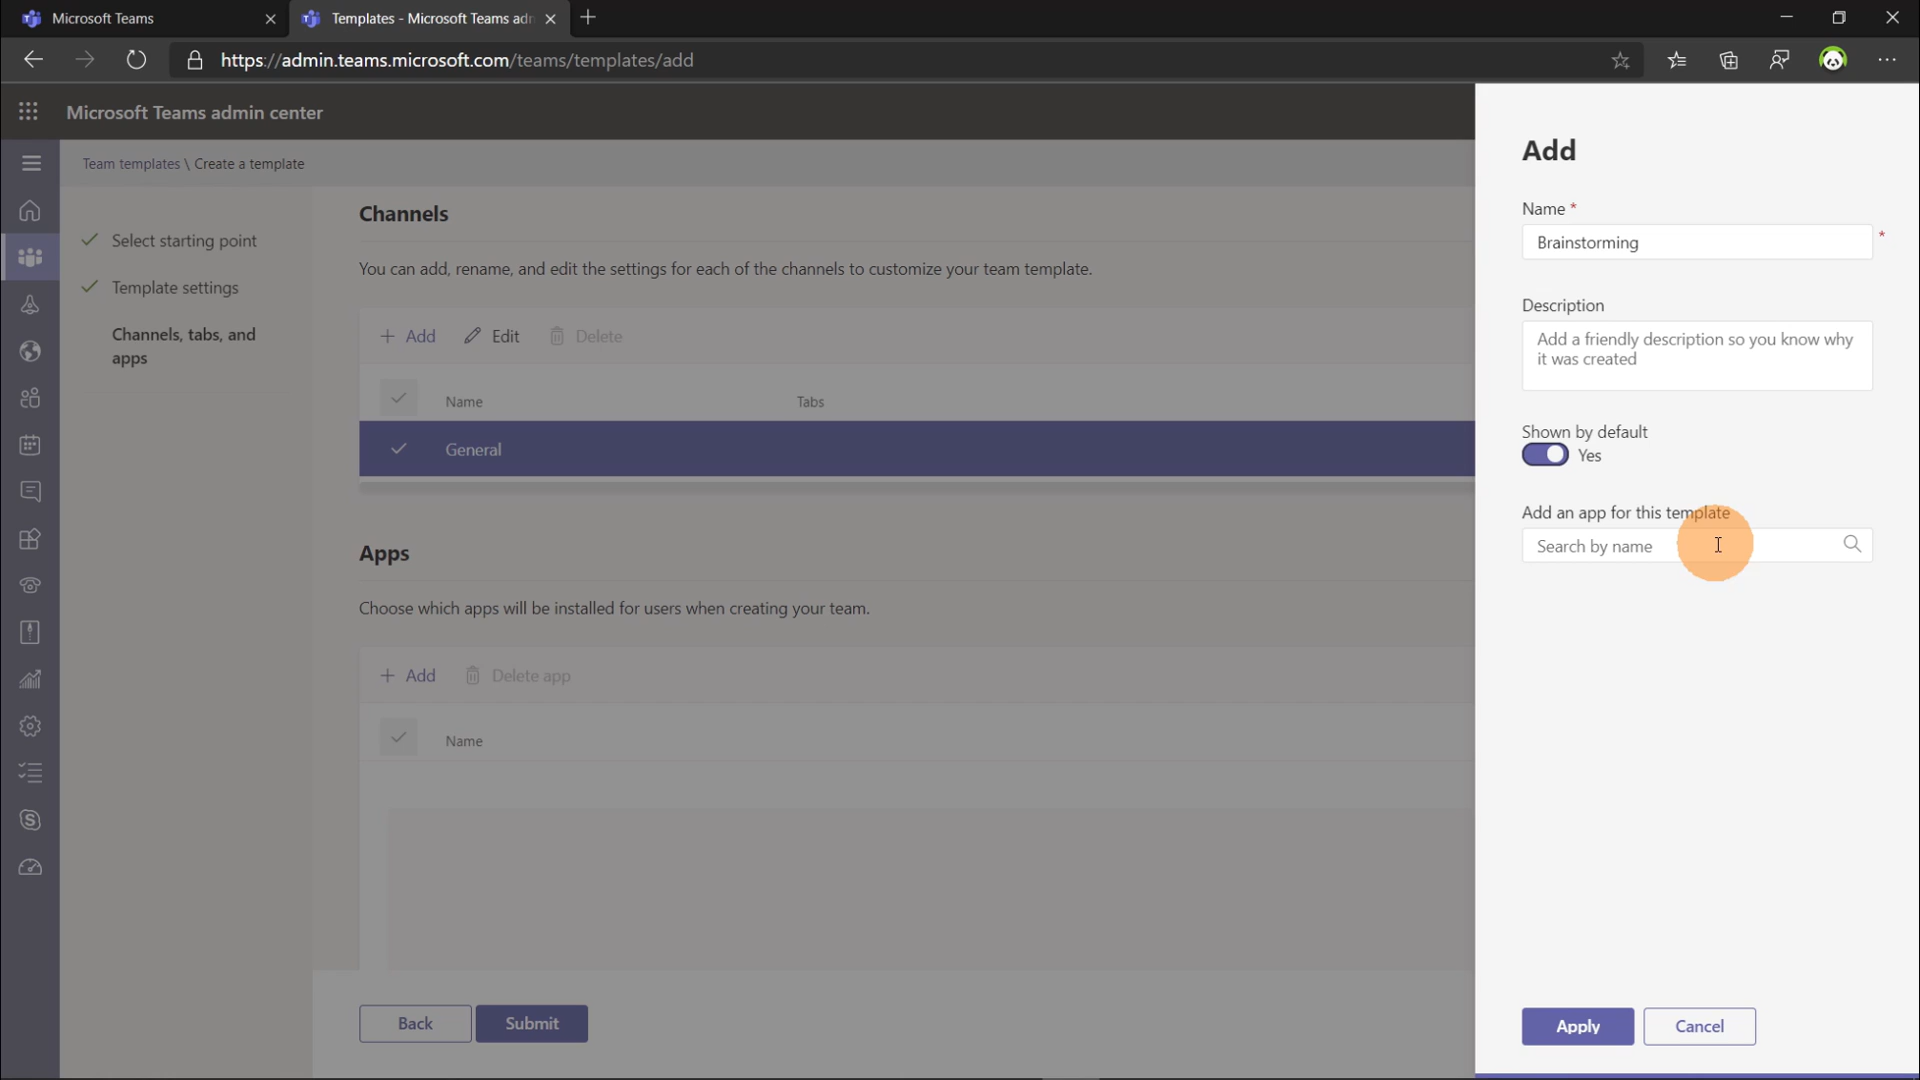 Microsoft Teams
Templates - Microsoft Teams adn
https://admin.teams.microsoft.com/teams/templates/add
Microsoft Teams admin center
Team templates \ Create a template
Select starting point
Template settings
Channels, tabs, and
apps
Channels
You can add, rename, and edit the settings for each of the channels to customize your team template.
+ Add Edit Delete
Name Tabs
General
Apps
Choose which apps will be installed for users when creating your team.
+ Add Delete app
Name
Back Submit
Add
Name *
Brainstorming *
Description
Add a friendly description so you know why
it was created
Shown by default
Yes
Add an app for this template
Search by name
Apply Cancel